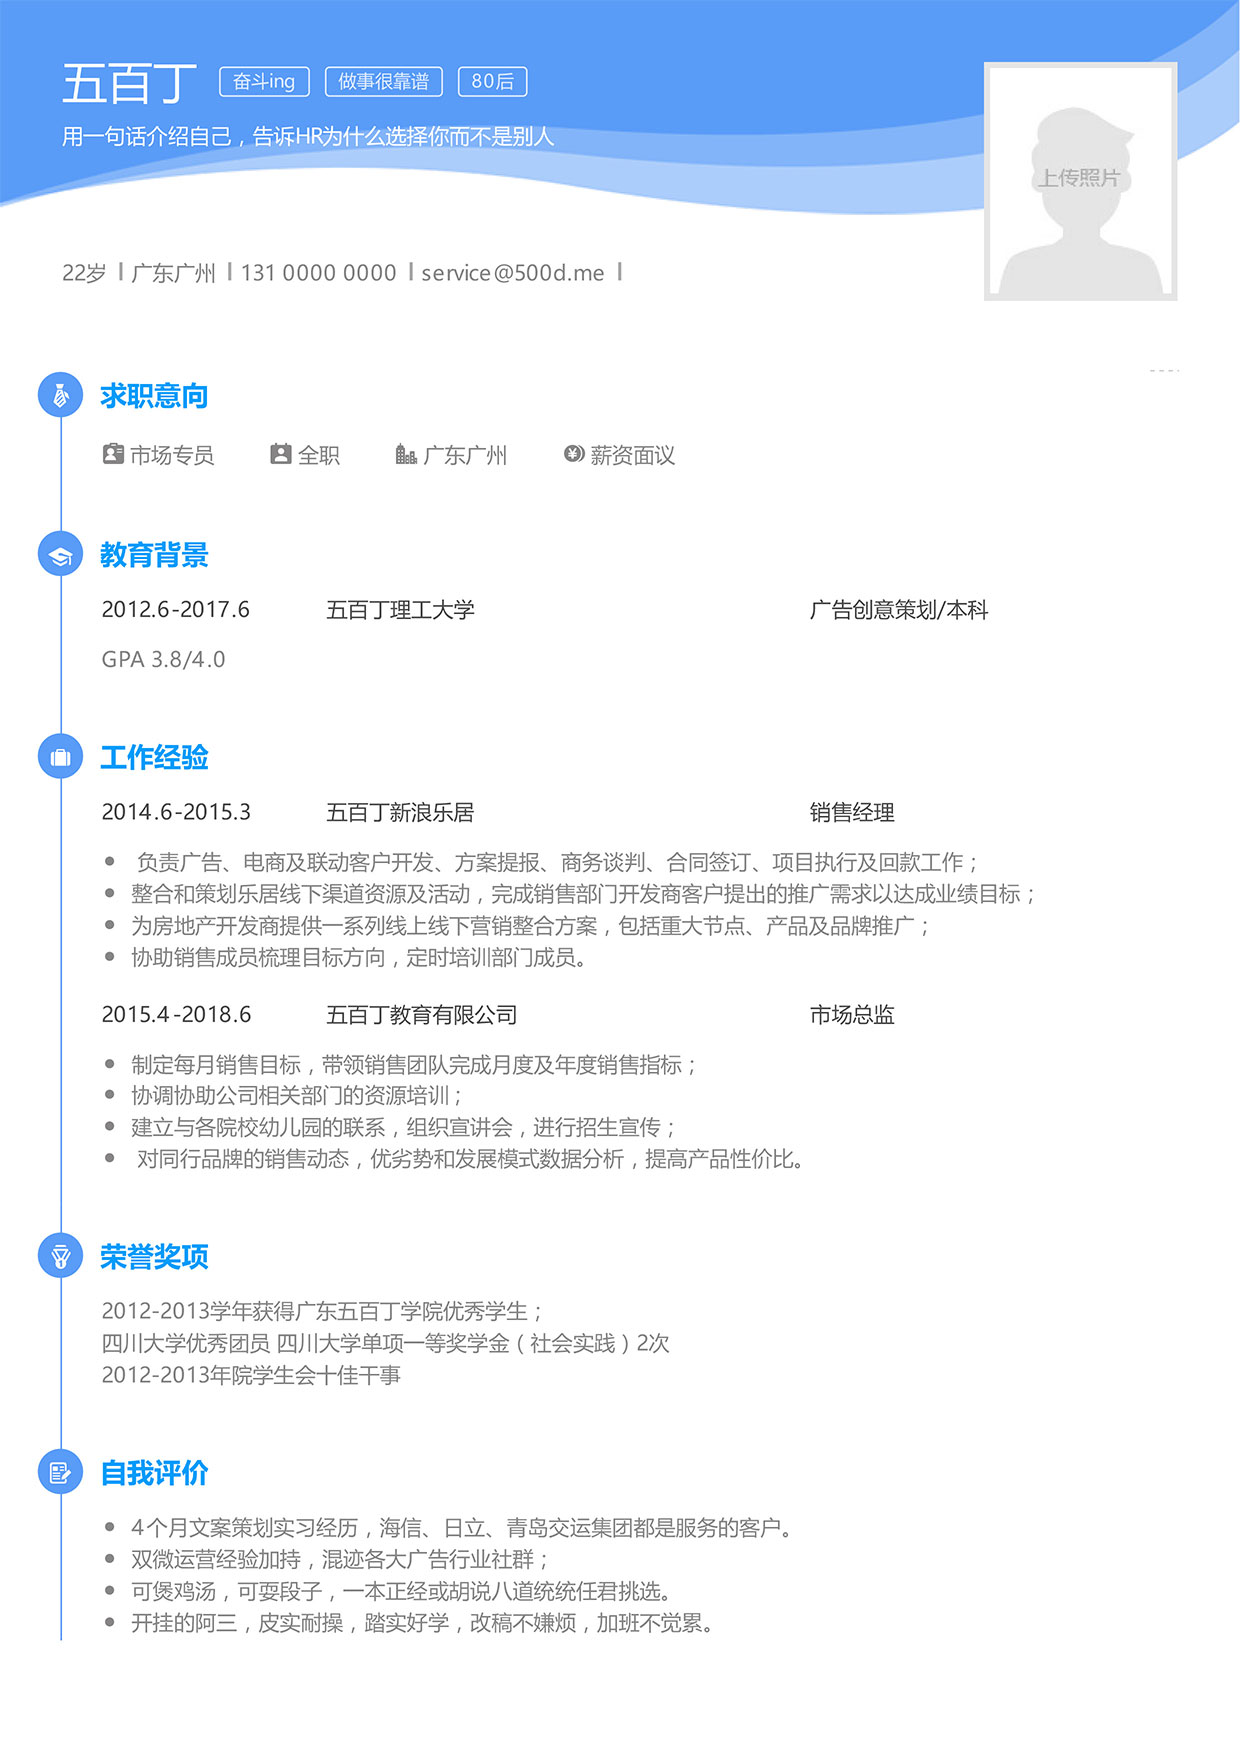 五百丁 奋斗ing 做事很靠谱 80后
用一句话介绍自己，告诉HR为什么选择你而不是别人
上传照片
22岁 | 广东广州 | 131 0000 0000 | service@500d.me |
求职意向
市场专员 全职 广东广州 薪资面议
教育背景
2012.6-2017.6 五百丁理工大学 广告创意策划/本科
GPA 3.8/4.0
工作经验
2014.6-2015.3 五百丁新浪乐居 销售经理
● 负责广告、电商及联动客户开发、方案提报、商务谈判、合同签订、项目执行及回款工作；
● 整合和策划乐居线下渠道资源及活动，完成销售部门开发商客户提出的推广需求以达成业绩目标；
● 为房地产开发商提供一系列线上线下营销整合方案，包括重大节点、产品及品牌推广；
● 协助销售成员梳理目标方向，定时培训部门成员。
2015.4-2018.6 五百丁教育有限公司 市场总监
● 制定每月销售目标，带领销售团队完成月度及年度销售指标；
● 协调协助公司相关部门的资源培训；
● 建立与各院校幼儿园的联系，组织宣讲会，进行招生宣传；
● 对同行品牌的销售动态，优劣势和发展模式数据分析，提高产品性价比。
荣誉奖项
2012-2013学年获得广东五百丁学院优秀学生；
四川大学优秀团员 四川大学单项一等奖学金（社会实践）2次
2012-2013年院学生会十佳干事
自我评价
● 4个月文案策划实习经历，海信、日立、青岛交运集团都是服务的客户。
● 双微运营经验加持，混迹各大广告行业社群；
● 可煲鸡汤，可耍段子，一本正经或胡说八道统统任君挑选。
● 开挂的阿三，皮实耐操，踏实好学，改稿不嫌烦，加班不觉累。